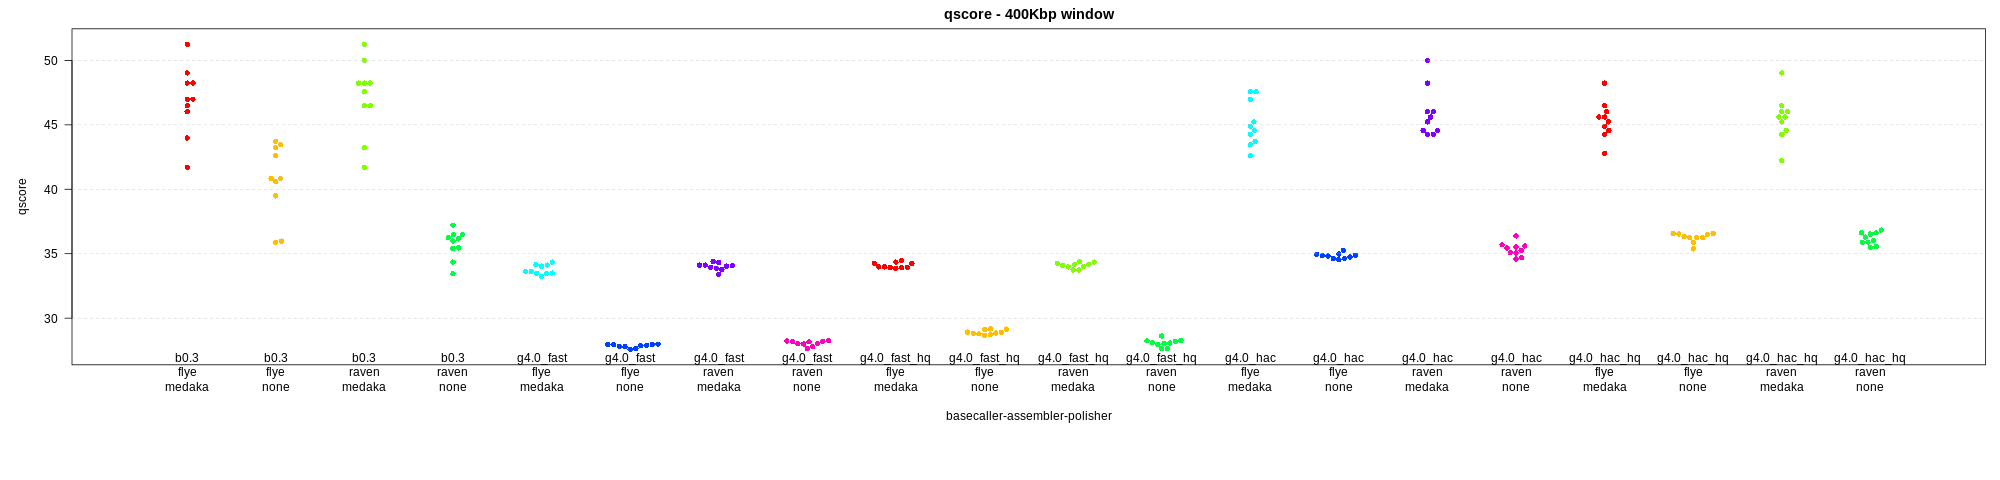 qscore - 400Kbp window
qscore
50
45
40
35
30
b0.3 b0.3 b0.3 b0.3 g4.0_fast g4.0_fast g4.0_fast g4.0_fast g4.0_fast_hq g4.0_fast_hq g4.0_fast_hq g4.0_fast_hq g4.0_hac g4.0_hac g4.0_hac g4.0_hac g4.0_hac_hq g4.0_hac_hq g4.0_hac_hq g4.0_hac_hq
flye flye raven raven flye flye raven raven flye flye raven raven flye flye raven raven flye flye raven raven
medaka none medaka none medaka none medaka none medaka none medaka none medaka none medaka none medaka none medaka none
basecaller-assembler-polisher